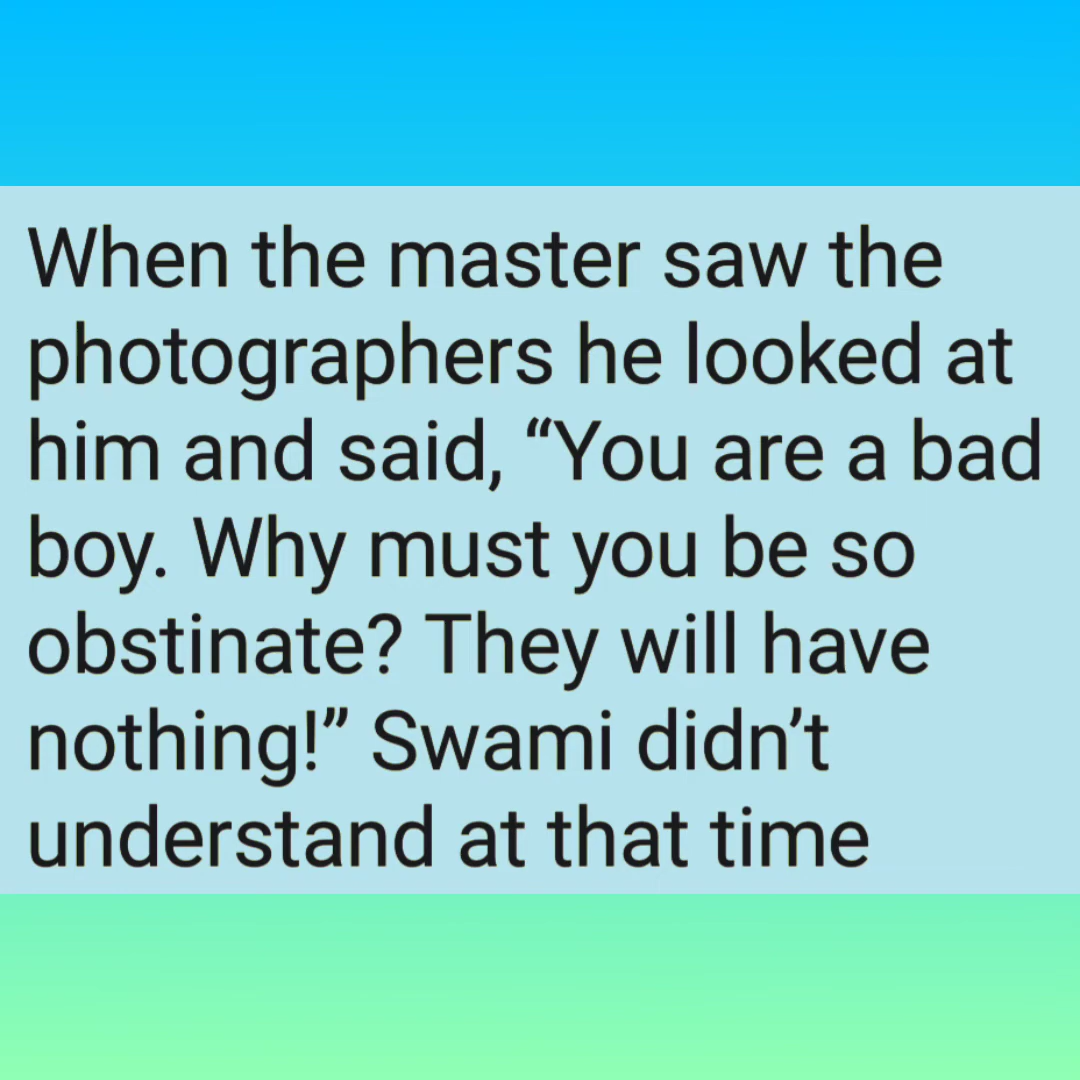 When the master saw the
photographers he looked at
him and said, “You are a bad
boy. Why must you be so
obstinate? They will have
nothing!” Swami didn’t
understand at that time